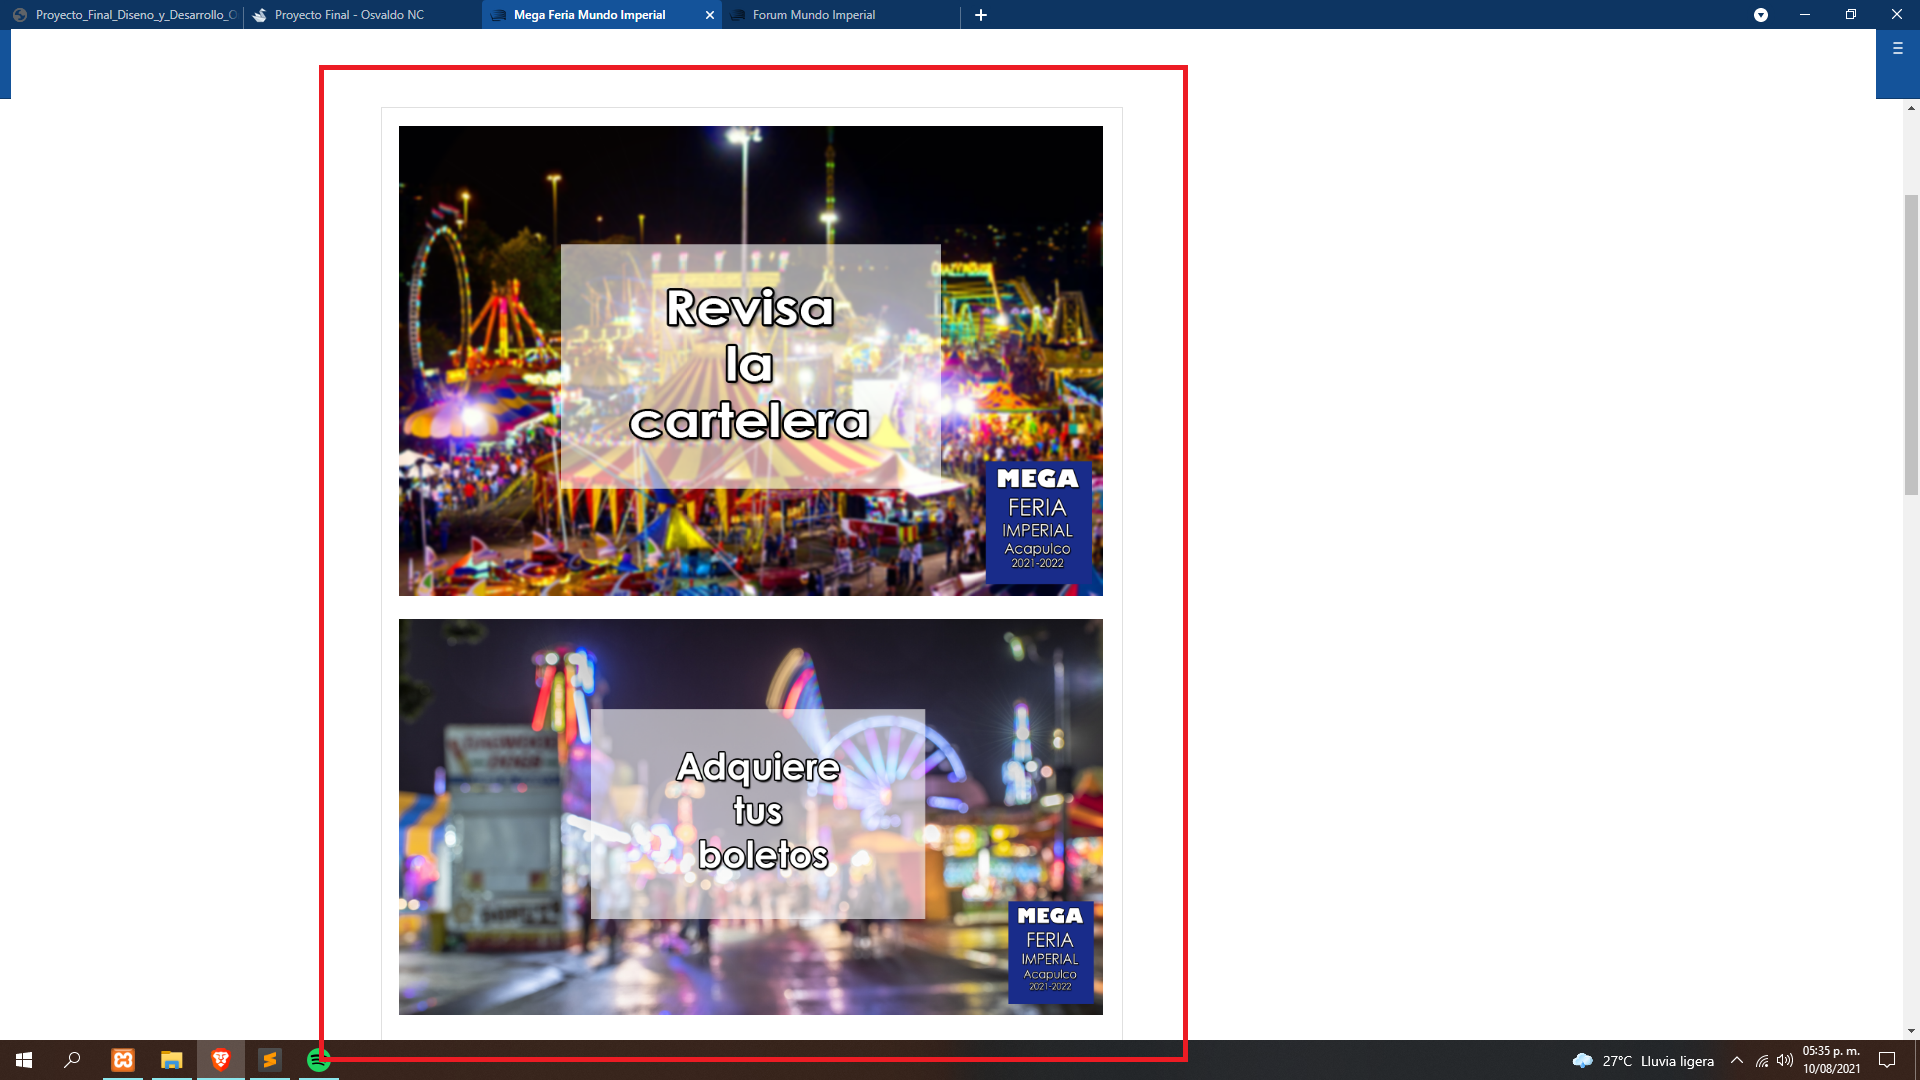 Proyecto_Final_Diseno_y_Desarrollo_O
Proyecto Final - Osvaldo NC
Mega Feria Mundo Imperial
Forum Mundo Imperial
Revisa
la
cartelera
MEGA
FERIA
IMPERIAL
Acapulco
2021-2022
Adquiere
tus
boletos
MEGA
FERIA
IMPERIAL
Acapulco
2021-2022
27°C Lluvia ligera
05:35 p. m.
10/08/2021